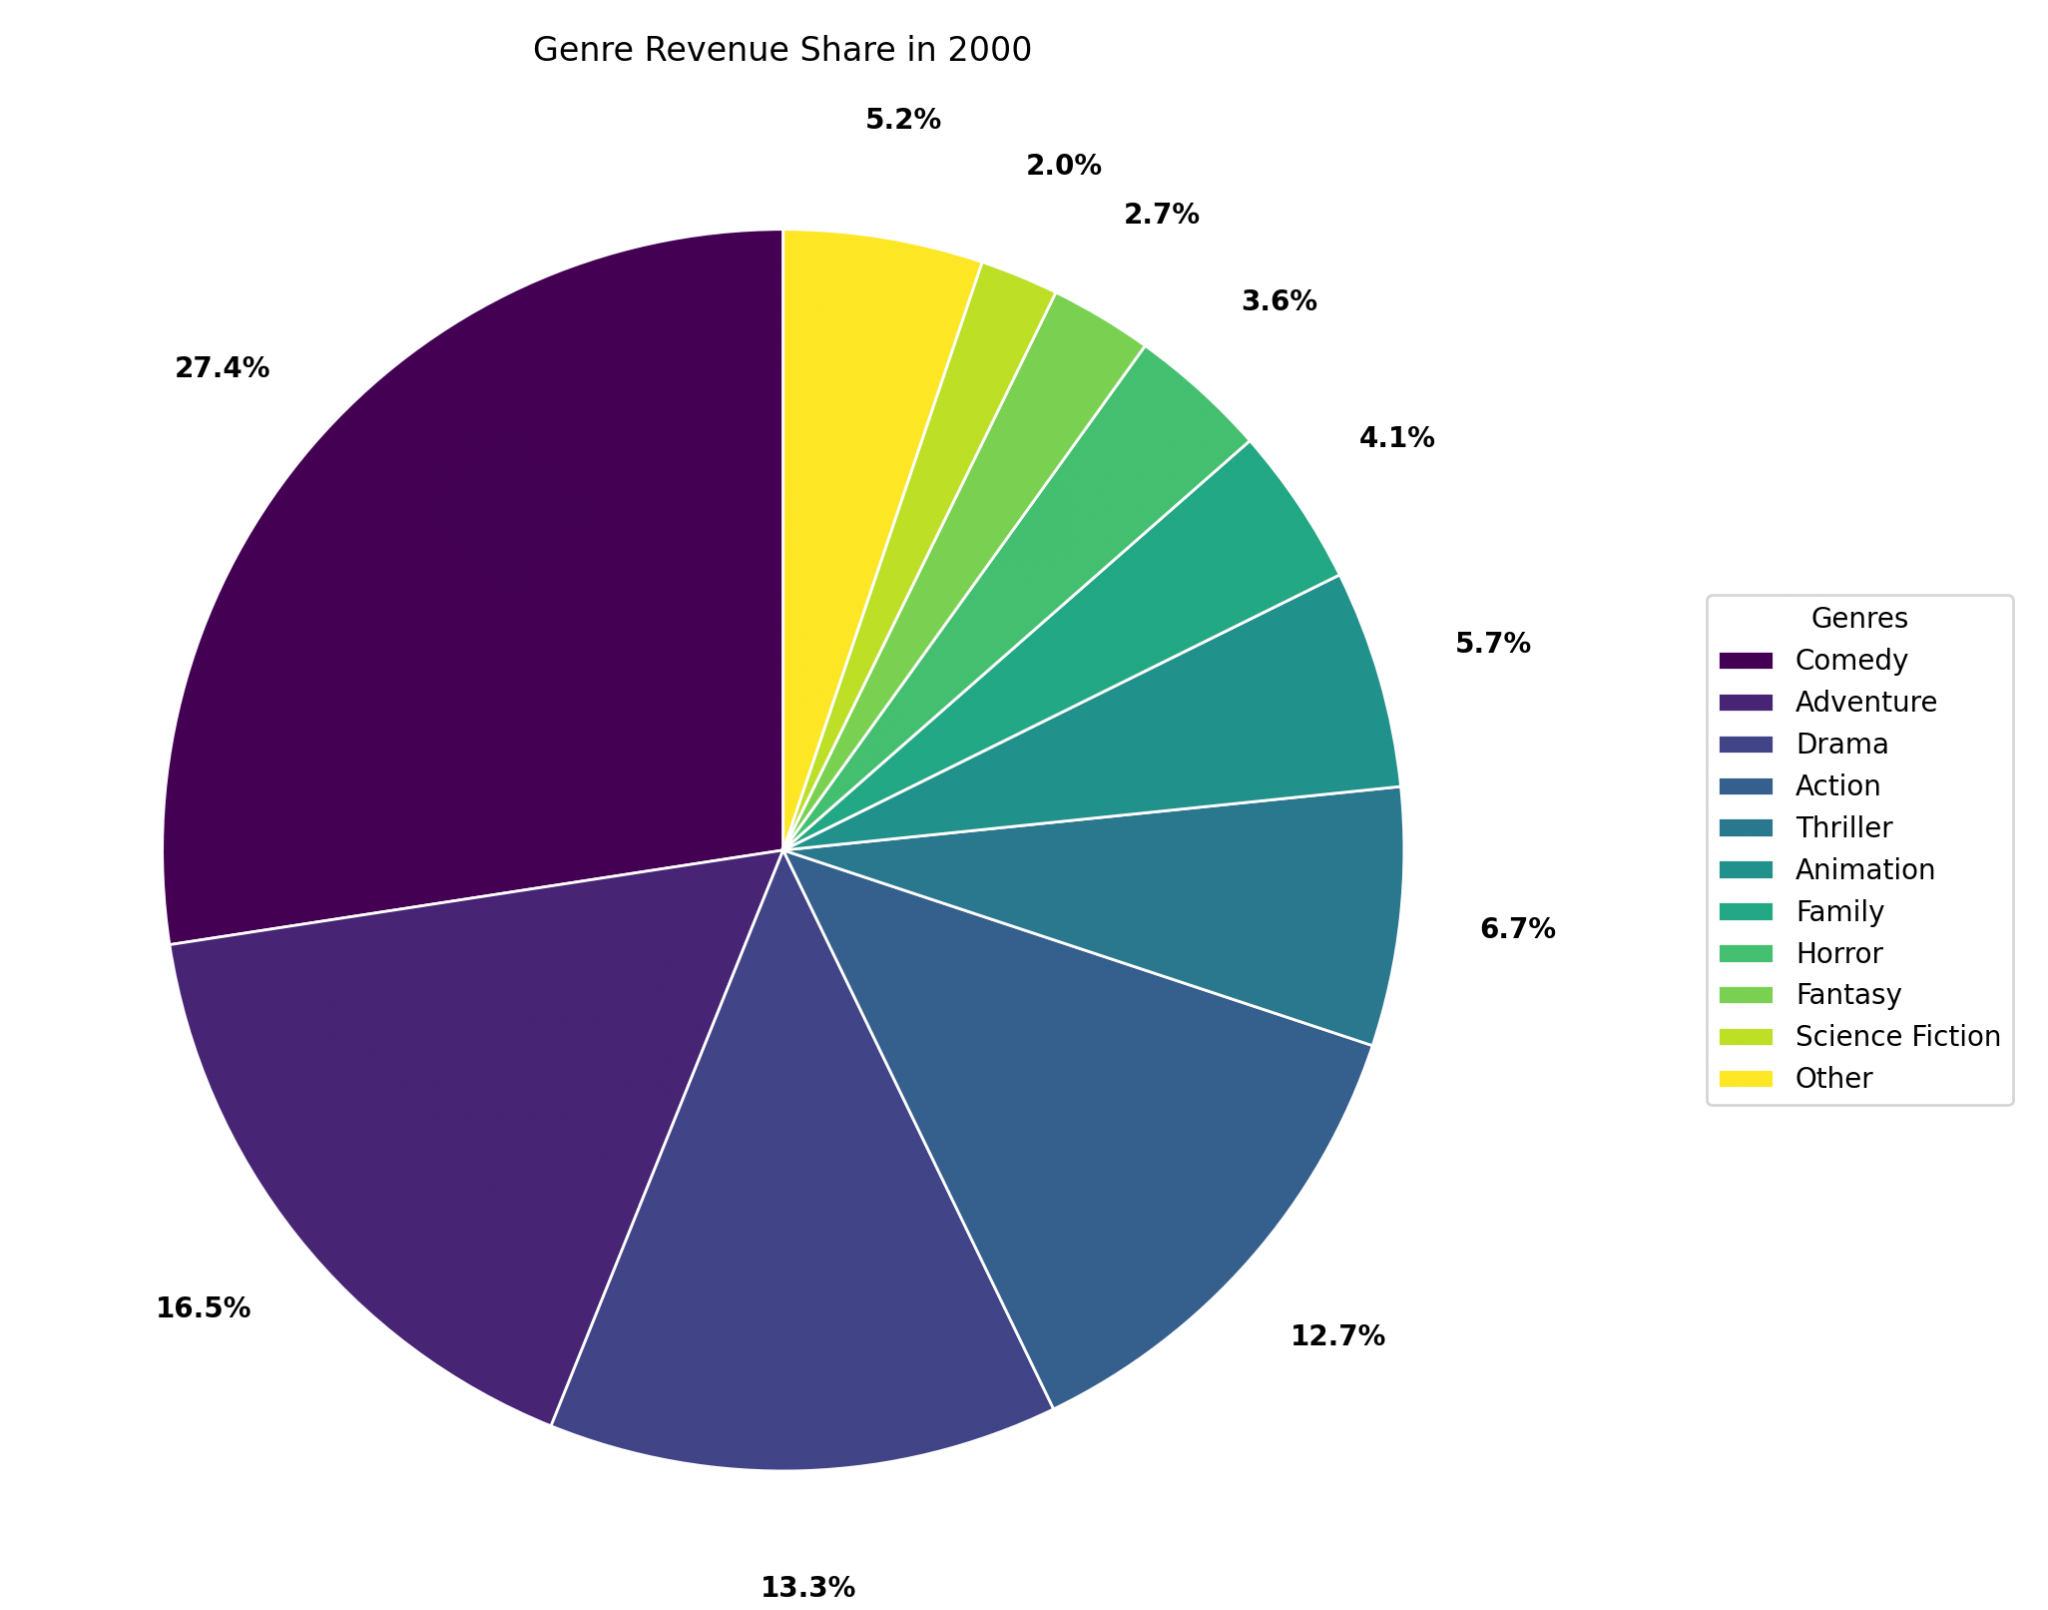 Genre Revenue Share in 2000
5.2%
2.0%
2.7%
3.6%
27.4%
4.1%
5.7%
6.7%
16.5%
12.7%
13.3%
Genres
Comedy
Adventure
Drama
Action
Thriller
Animation
Family
Horror
Fantasy
Science Fiction
Other